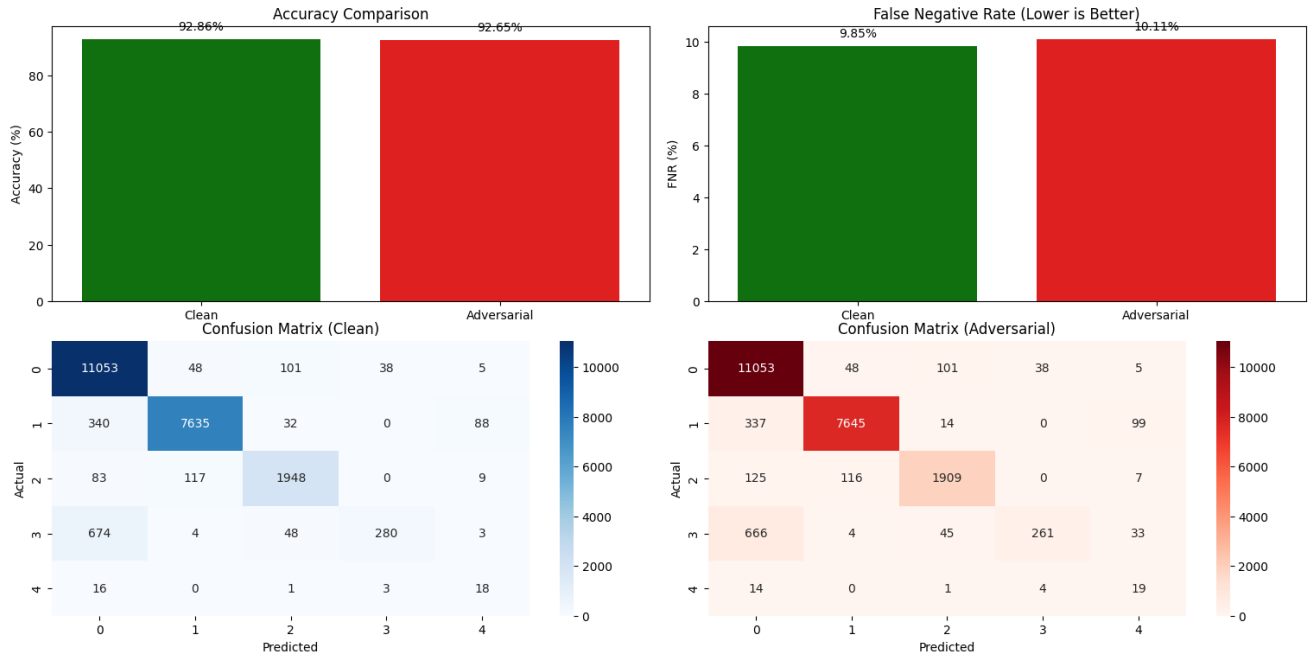 Accuracy Comparison
92.86%
92.65%
Accuracy (%)
80
60
40
20
0
Clean
Adversarial
False Negative Rate (Lower is Better)
9.85%
10.11%
FNR (%)
10
8
6
4
2
0
Clean
Adversarial
Confusion Matrix (Clean)
Actual
0
11053 48 101 38 5
1
340 7635 32 0 88
2
83 117 1948 0 9
3
674 4 48 280 3
4
16 0 1 3 18
0 1 2 3 4
Predicted
10000
8000
6000
4000
2000
0
Confusion Matrix (Adversarial)
Actual
0
11053 48 101 38 5
1
337 7645 14 0 99
2
125 116 1909 0 7
3
666 4 45 261 33
4
14 0 1 4 19
0 1 2 3 4
Predicted
10000
8000
6000
4000
2000
0